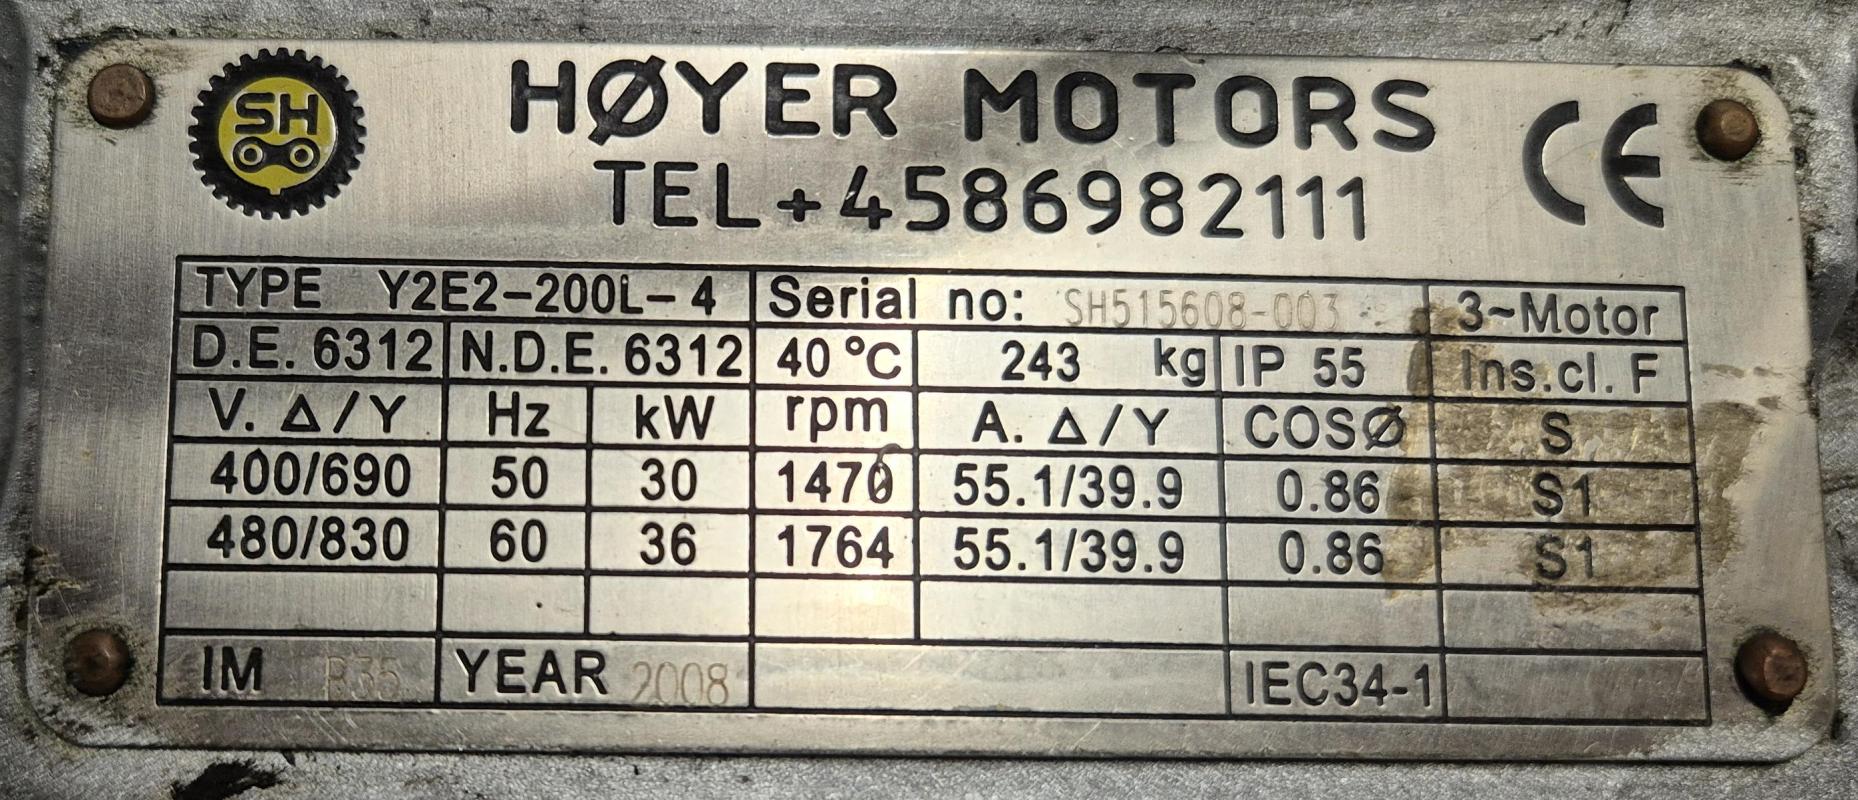 SH
HØYER MOTORS
CE
TEL+4586982111
TYPE Y2E2-200L-4 Serial no: SH515608-003 3~Motor
D.E. 6312 N.D.E. 6312 40°C 243 kg IP 55 Ins.cl. F
V. Δ/Y Hz kW rpm A. Δ/Y COSØ S
400/690 50 30 1470 55.1/39.9 0.86 S1
480/830 60 36 1764 55.1/39.9 0.86 S1
IM B35 YEAR 2008 IEC34-1